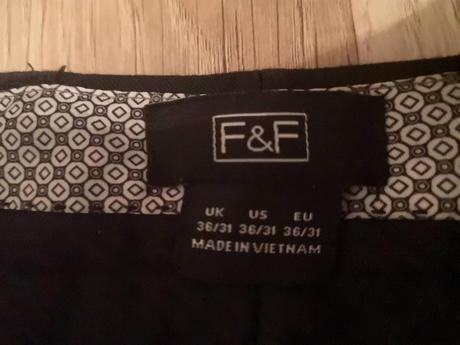 F&F
UK US EU
36/31 36/31 36/31
MADE IN VIETNAM